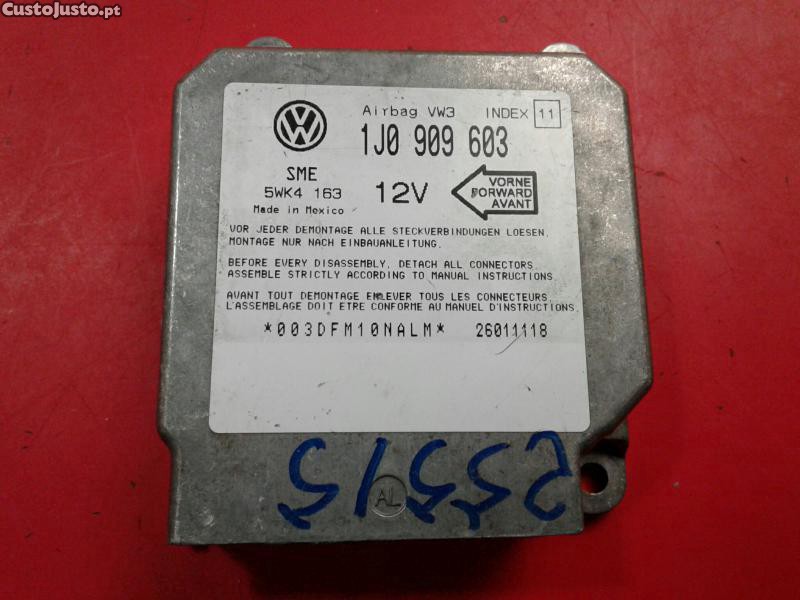 CustoJusto.pt
Airbag VW3 INDEX 11
1J0 909 603
SME
5WK4 163
Made in Mexico
12V
VORNE
FORWARD
AVANT
VOR JEDER DEMONTAGE ALLE STECKVERBINDUNGEN LOESEN,
MONTAGE NUR NACH EINBAUANLEITUNG.
BEFORE EVERY DISASSEMBLY, DETACH ALL CONNECTORS.
ASSEMBLE STRICTLY ACCORDING TO MANUAL INSTRUCTIONS.
AVANT TOUT DEMONTAGE ENLEVER TOUS LES CONNECTEURS.
L'ASSEMBLAGE DOIT ETRE CONFORME AU MANUEL D'INSTRUCTIONS.
*003DFM10NALM* 26011118
25515
AL